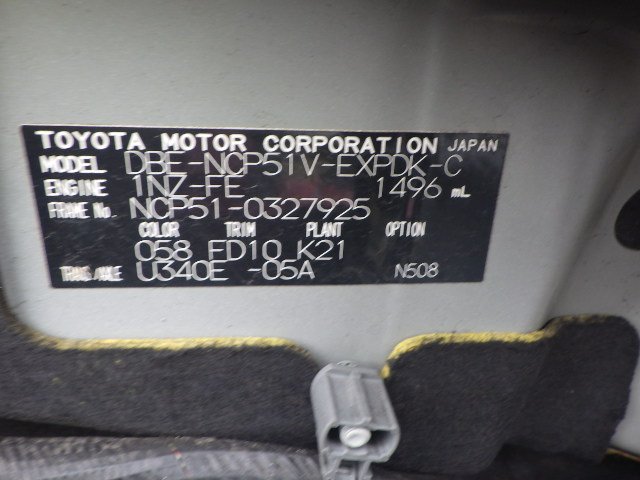 TOYOTA MOTOR CORPORATION JAPAN
MODEL DBE-NCP51V-EXPDK-C
ENGINE 1NZ-FE 1496 mL
FRAME No. NCP51-0327925
COLOR TRIM PLANT OPTION
058 FD10 K21
TRANS/AXLE U340E -05A N508